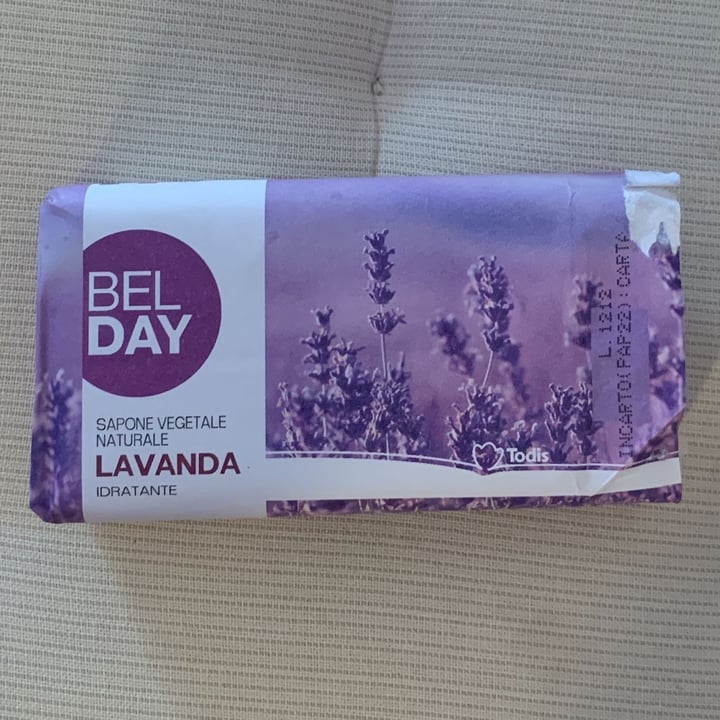 BEL
DAY
SAPONE VEGETALE
NATURALE
LAVANDA
IDRATANTE
Todis
L.1212
INCARTO(PAP22):CARTA